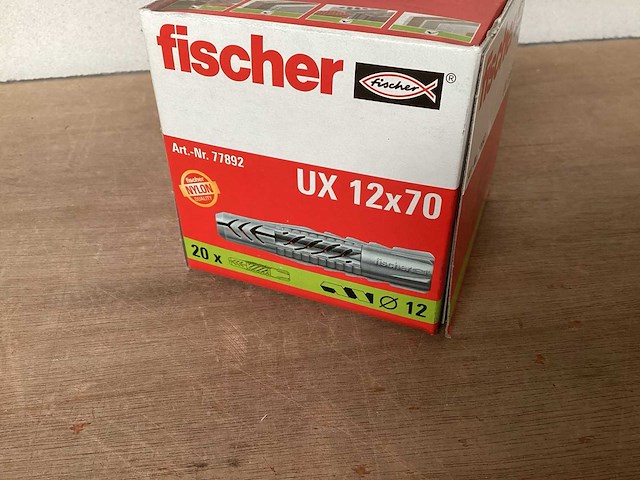 fischer
fischer ®
Art.-Nr. 77892
UX 12x70
fischer
NYLON
QUALITY
fischer
20 x
Ø 12